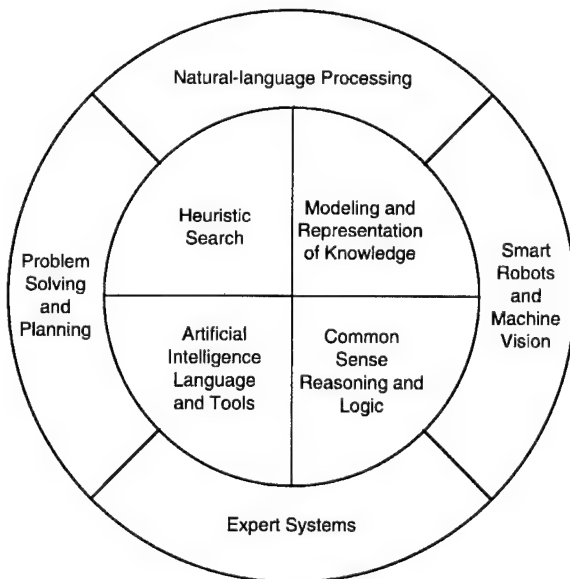 Natural-language Processing
Heuristic
Search
Modeling and
Representation
of Knowledge
Problem
Solving
and
Planning
Smart
Robots
and
Machine
Vision
Artificial
Intelligence
Language
and Tools
Common
Sense
Reasoning and
Logic
Expert Systems